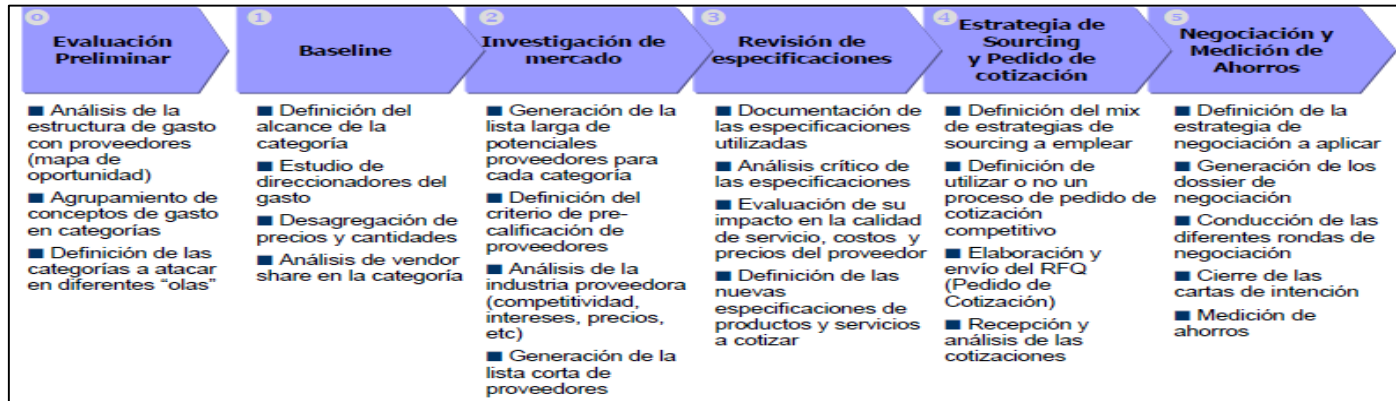 0
Evaluación
Preliminar
■ Análisis de la
estructura de gasto
con proveedores
(mapa de
oportunidad)
■ Agrupamiento de
conceptos de gasto
en categorías
■ Definición de las
categorías a atacar
en diferentes “olas”
1
Baseline
■ Definición del
alcance de la
categoría
■ Estudio de
direccionadores del
gasto
■ Desagregación de
precios y cantidades
■ Análisis de vendor
share en la categoría
2
Investigación de
mercado
■ Generación de la
lista larga de
potenciales
proveedores para
cada categoría
■ Definición del
criterio de pre-
calificación de
proveedores
■ Análisis de la
industria proveedora
(competitividad,
intereses, precios,
etc)
■ Generación de la
lista corta de
proveedores
3
Revisión de
especificaciones
■ Documentación de
las especificaciones
utilizadas
■ Análisis crítico de
las especificaciones
■ Evaluación de su
impacto en la calidad
de servicio, costos y
precios del proveedor
■ Definición de las
nuevas
especificaciones de
productos y servicios
a cotizar
4
Estrategia de
Sourcing
y Pedido de
cotización
■ Definición del mix
de estrategias de
sourcing a emplear
■ Definición de
utilizar o no un
proceso de pedido de
cotización
competitivo
■ Elaboración y
envío del RFQ
(Pedido de
Cotización)
■ Recepción y
análisis de las
cotizaciones
5
Negociación y
Medición de
Ahorros
■ Definición de la
estrategia de
negociación a aplicar
■ Generación de los
dossier de
negociación
■ Conducción de las
diferentes rondas de
negociación
■ Cierre de las
cartas de intención
■ Medición de
ahorros